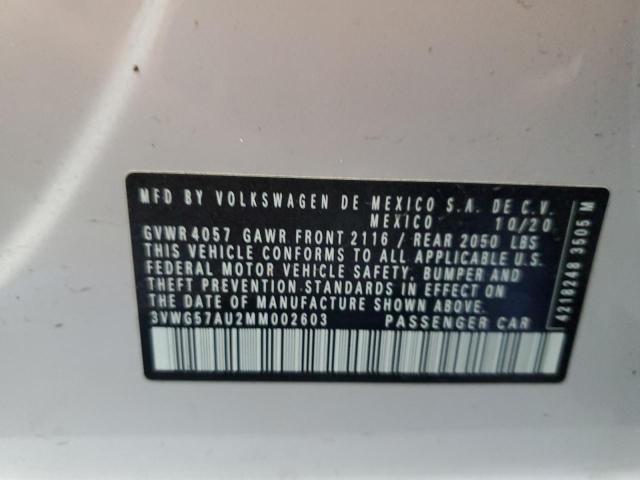 MFD BY VOLKSWAGEN DE MEXICO S.A. DE C.V.
MEXICO 10/20
GVWR 4057 GAWR FRONT 2116 / REAR 2050 LBS
THIS VEHICLE CONFORMS TO ALL APPLICABLE U.S.
FEDERAL MOTOR VEHICLE SAFETY, BUMPER AND
THEFT PREVENTION STANDARDS IN EFFECT ON
THE DATE OF MANUFACTURE SHOWN ABOVE.
3VWG57AU2MM002603 PASSENGER CAR
4218248 3505 M